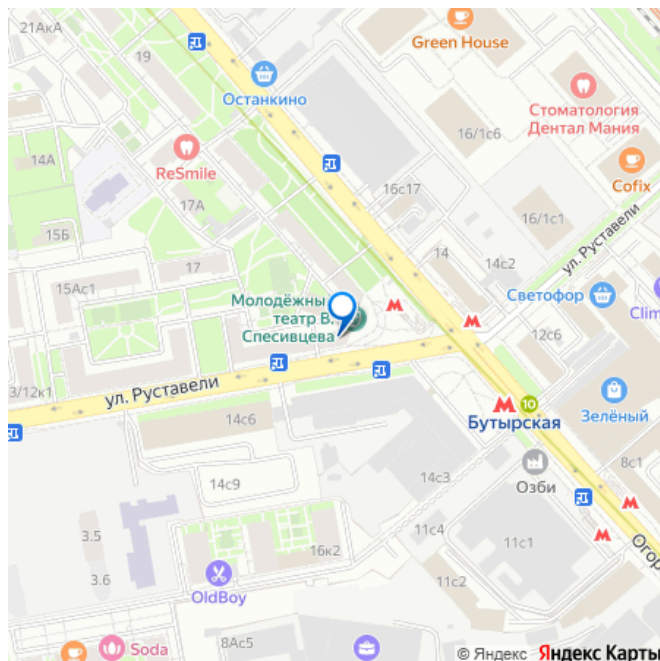 21АкА
19
Green House
Останкино
Стоматология
Дентал Мания
16/1с6
14А
ReSmile
Cofix
16с17
17А
16/1с1
15Б
ул. Руставели
17
14
14с2
15Ас1
Светофор
Молодёжны
театр В.
Спесивцева
Clim
12с6
3/12к1
ул. Руставели
10
Бутырская
Зелёный
14с6
14с3
8с1
14с9
Озби
3.5
11с4
11с1
Огор
16к2
3.6
11с2
OldBoy
Soda
8Ас5
© Яндекс Яндекс Карты